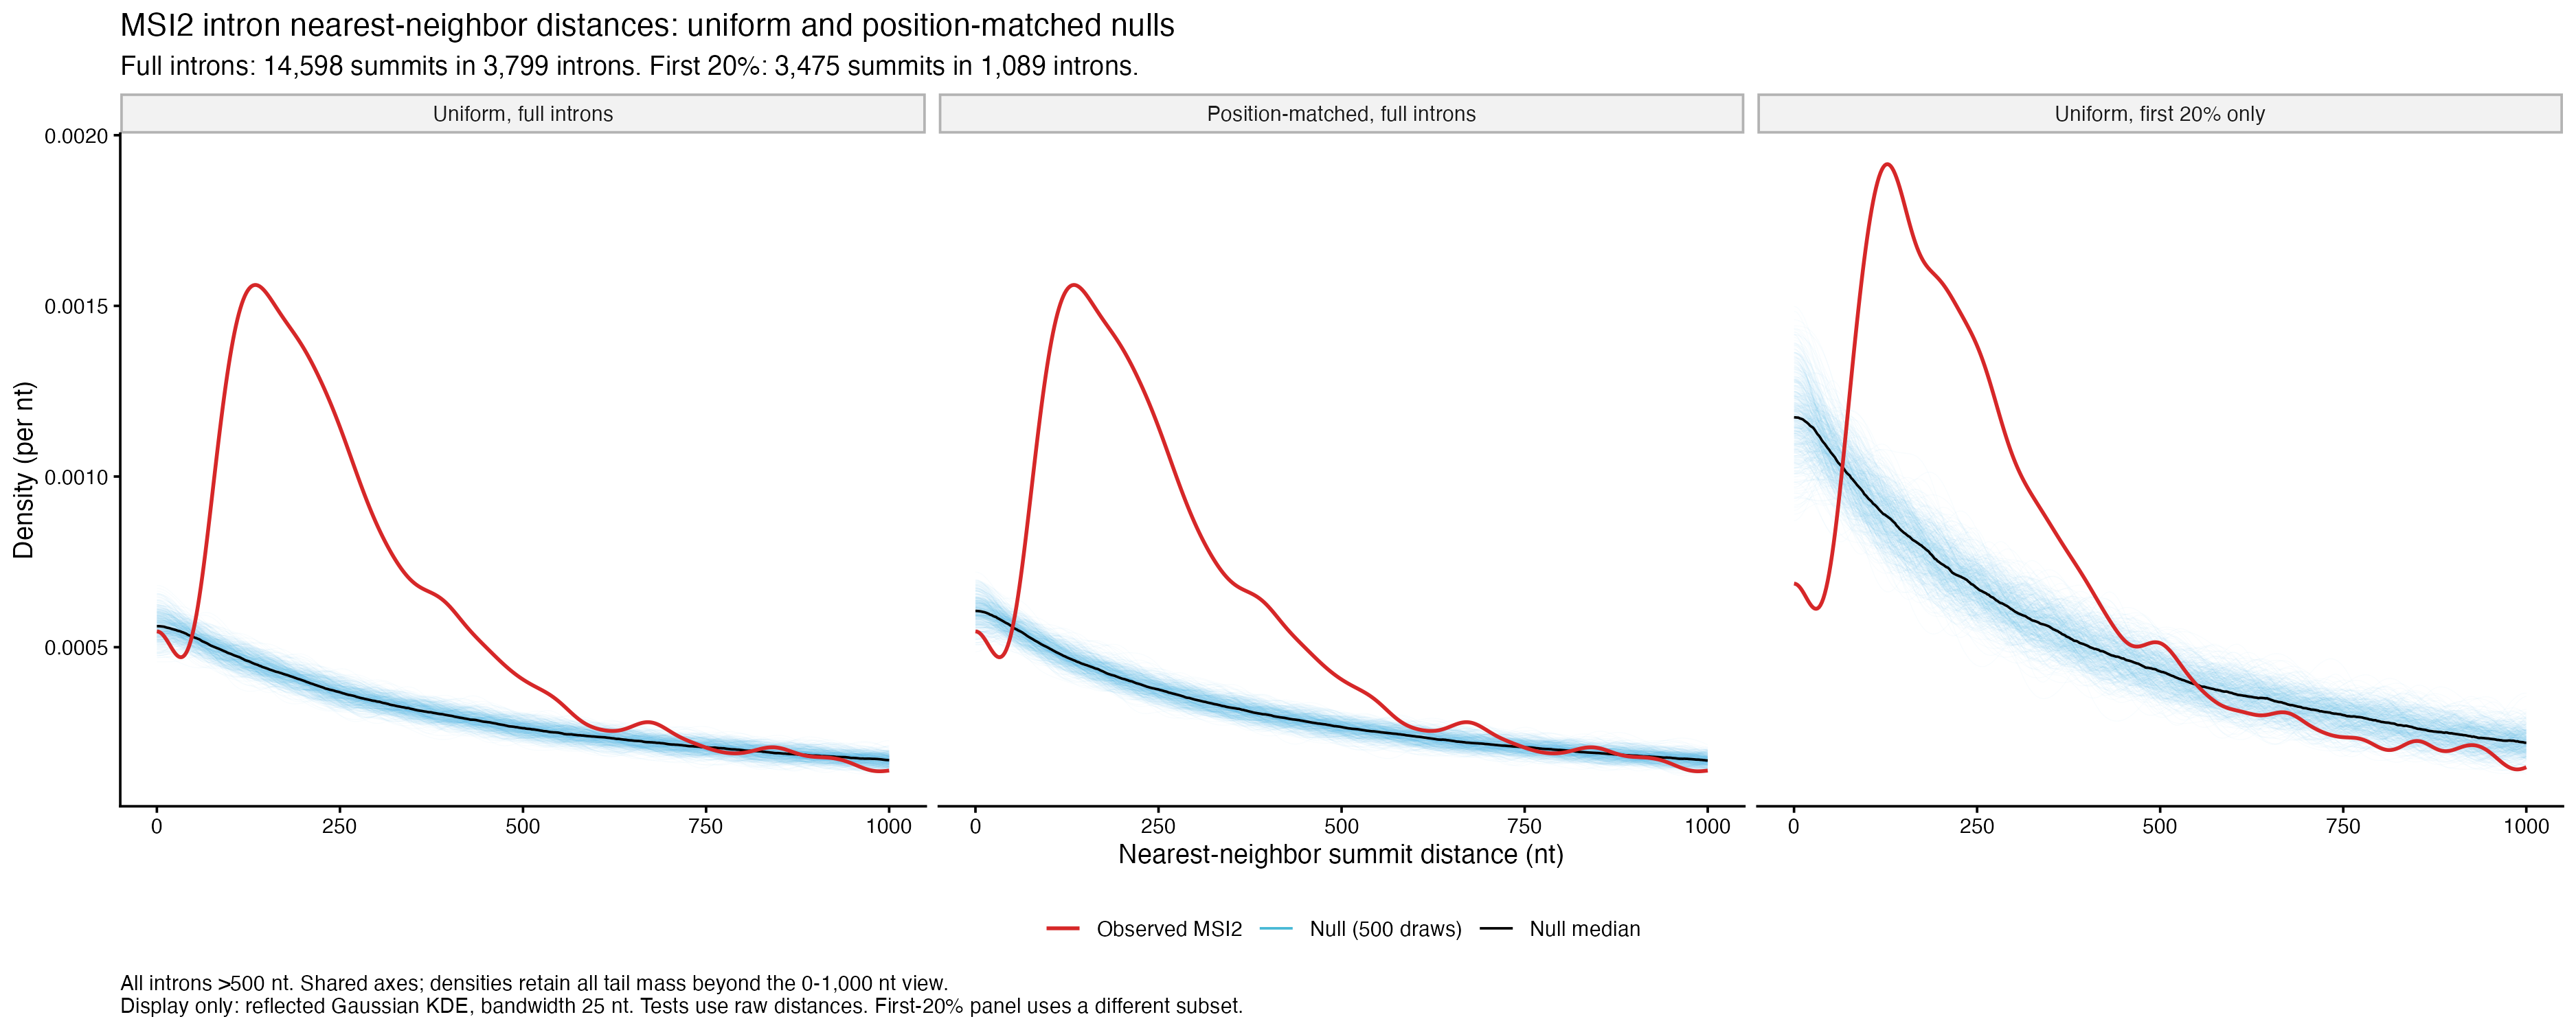 MSI2 intron nearest-neighbor distances: uniform and position-matched nulls
Full introns: 14,598 summits in 3,799 introns. First 20%: 3,475 summits in 1,089 introns.
Uniform, full introns
Position-matched, full introns
Uniform, first 20% only
Density (per nt)
0.0020
0.0015
0.0010
0.0005
0 250 500 750 1000
0 250 500 750 1000
0 250 500 750 1000
Nearest-neighbor summit distance (nt)
Observed MSI2 Null (500 draws) Null median
All introns >500 nt. Shared axes; densities retain all tail mass beyond the 0-1,000 nt view.
Display only: reflected Gaussian KDE, bandwidth 25 nt. Tests use raw distances. First-20% panel uses a different subset.